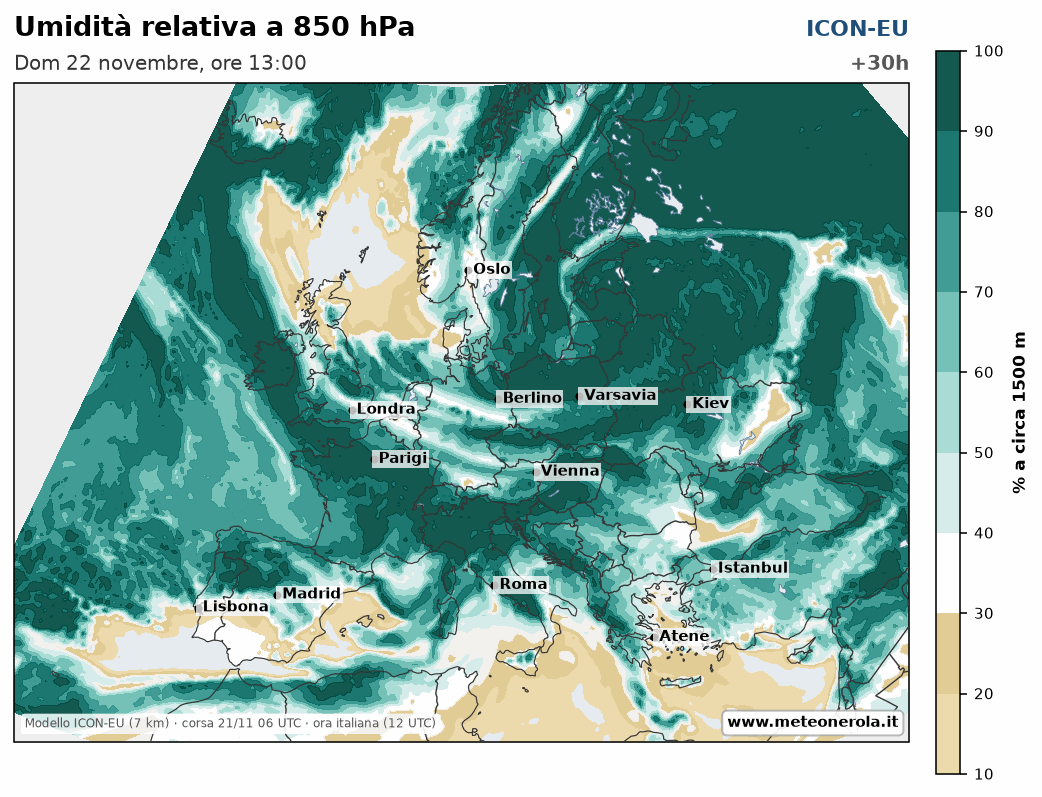 Umidità relativa a 850 hPa
ICON-EU
Dom 22 novembre, ore 13:00
+30h
100
90
80
70
60
50
40
30
20
10
% a circa 1500 m
Oslo
Berlino
Varsavia
Kiev
Londra
Parigi
Vienna
Istanbul
Roma
Madrid
Lisbona
Atene
Modello ICON-EU (7 km) · corsa 21/11 06 UTC · ora italiana (12 UTC)
www.meteonerola.it